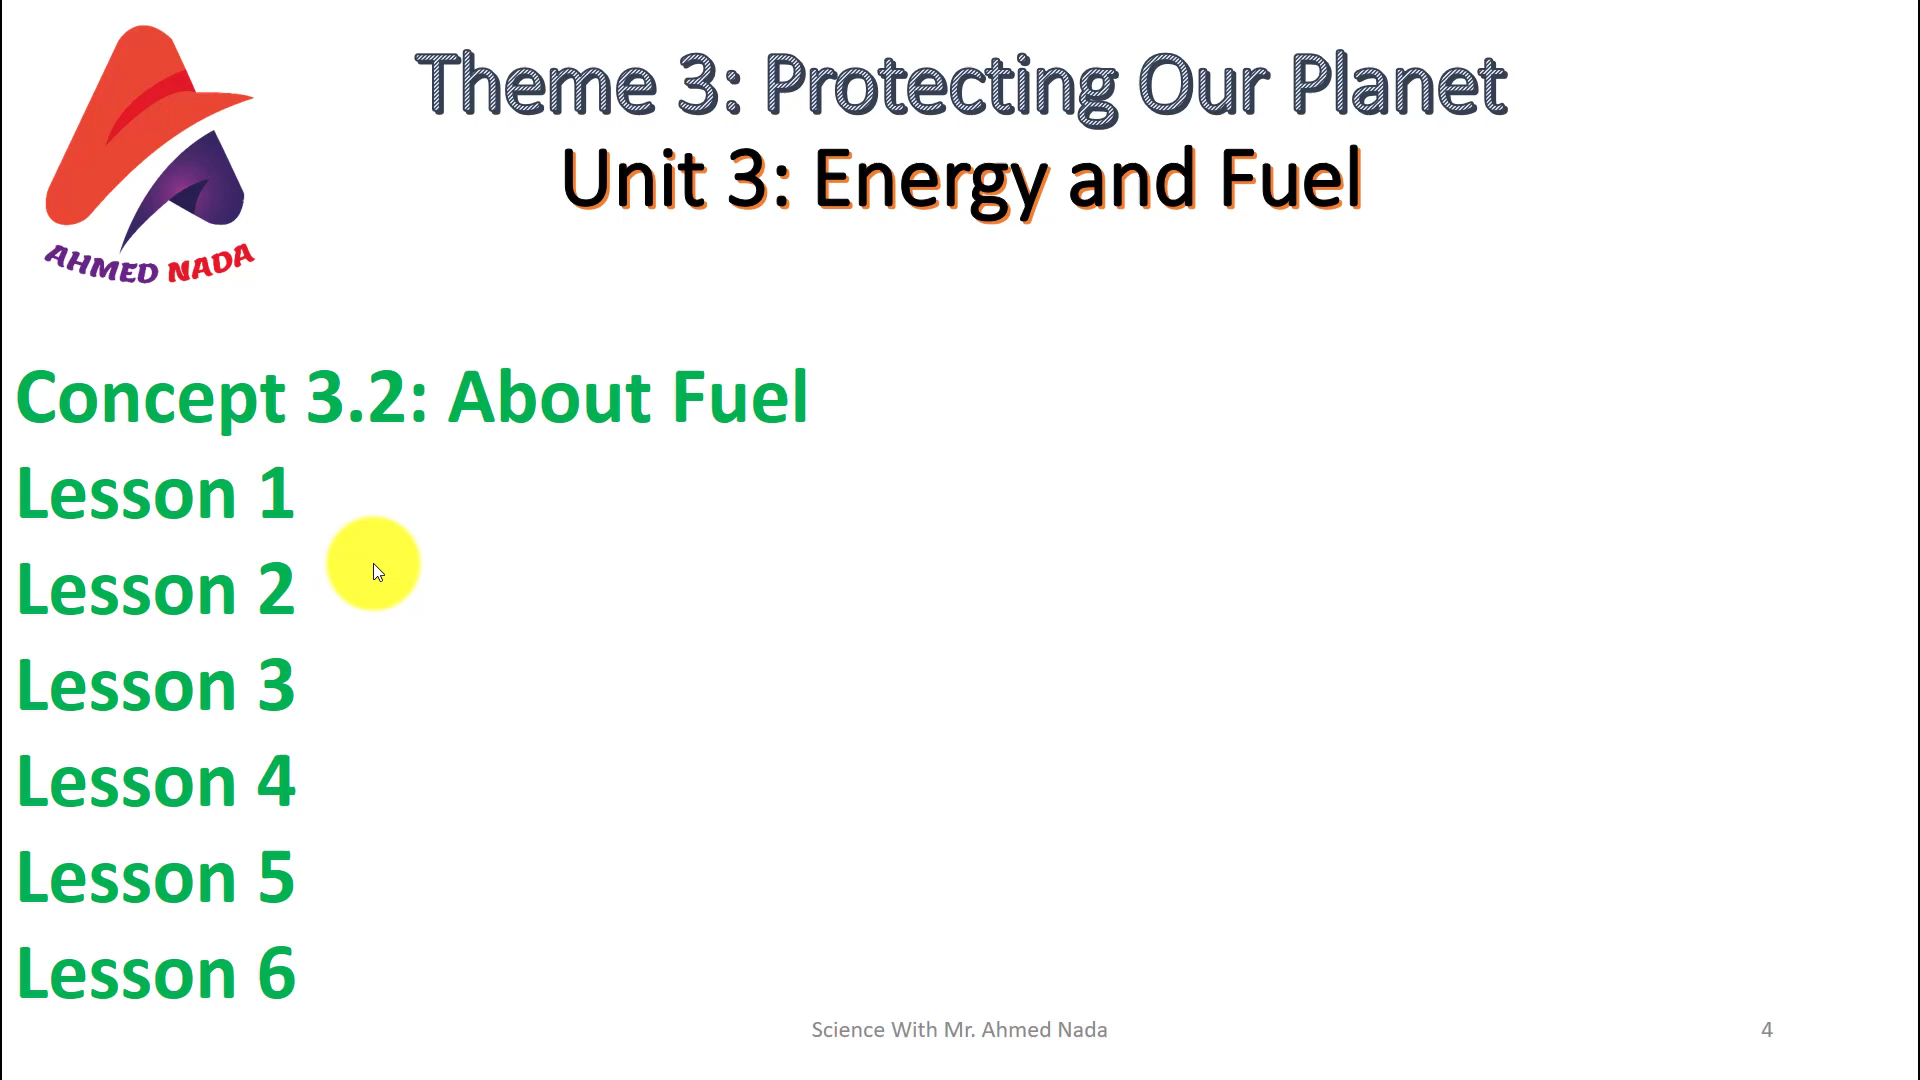 Theme 3: Protecting Our Planet
Unit 3: Energy and Fuel
AHMED NADA
Concept 3.2: About Fuel
Lesson 1
Lesson 2
Lesson 3
Lesson 4
Lesson 5
Lesson 6
Science With Mr. Ahmed Nada
4